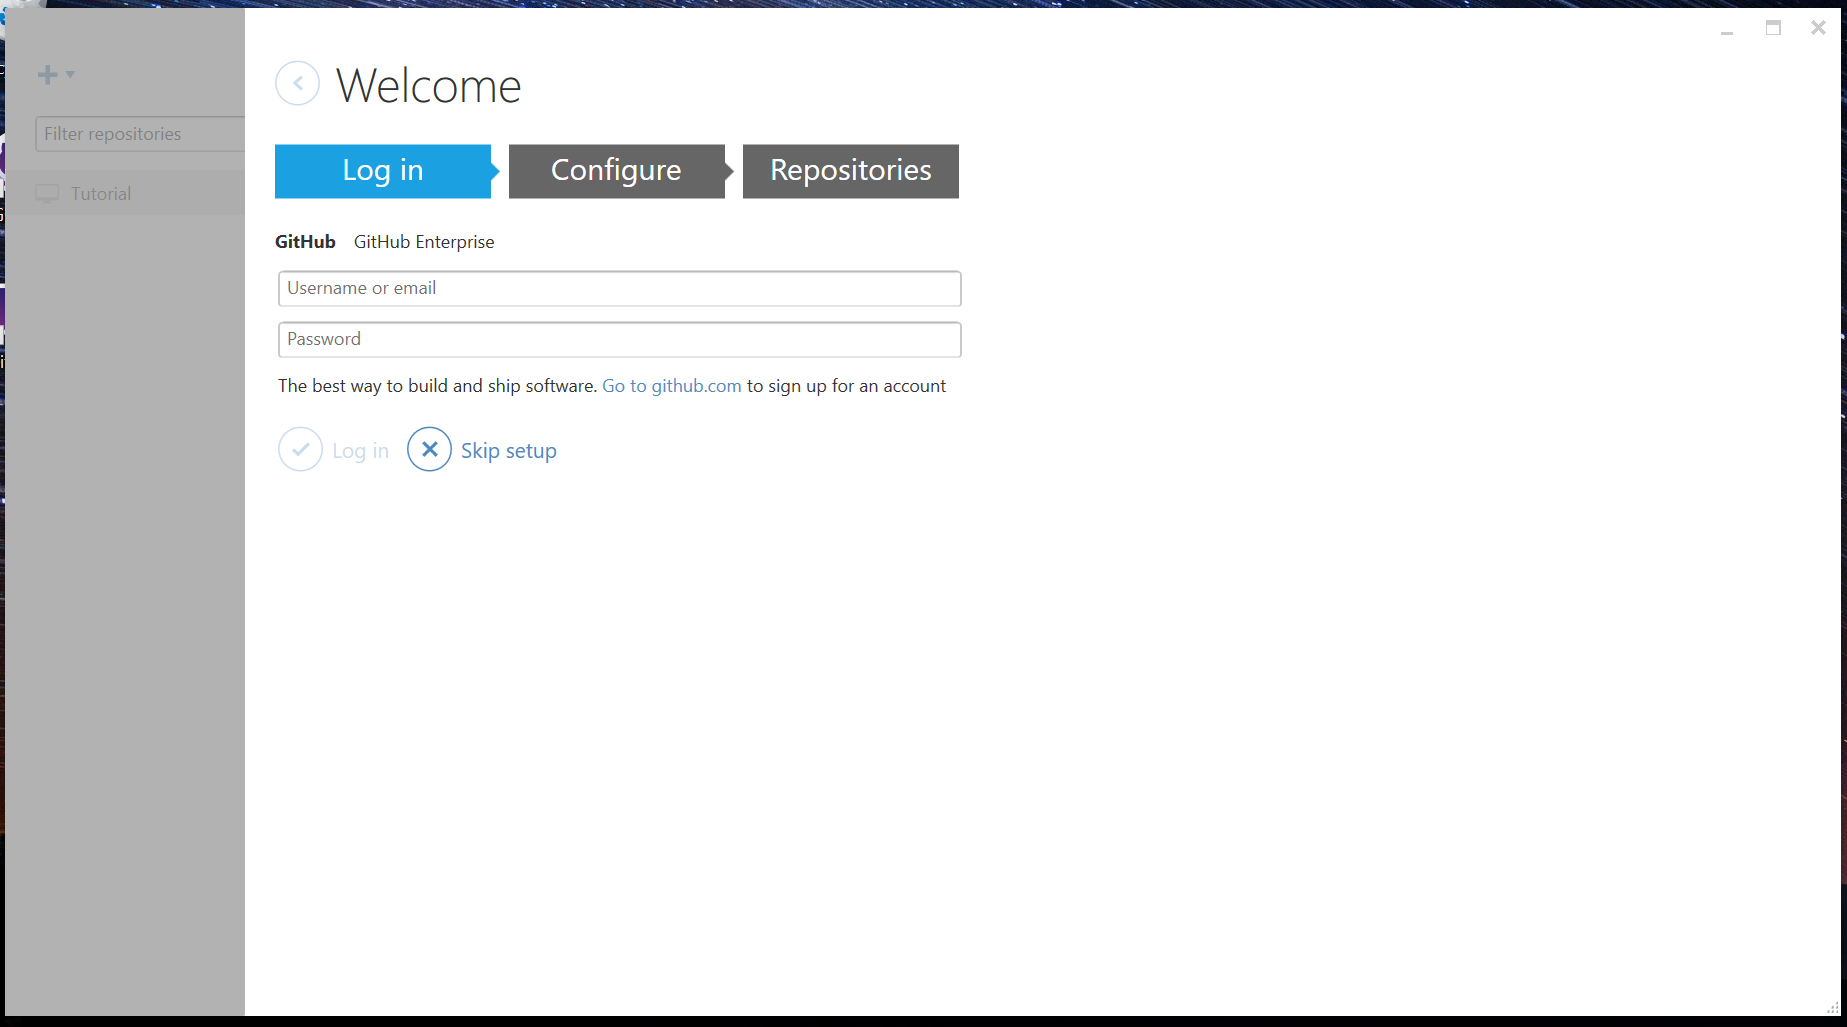 Filter repositories
Tutorial
Welcome
Log in
Configure
Repositories
GitHub
GitHub Enterprise
Username or email
Password
The best way to build and ship software. Go to github.com to sign up for an account
Log in
Skip setup